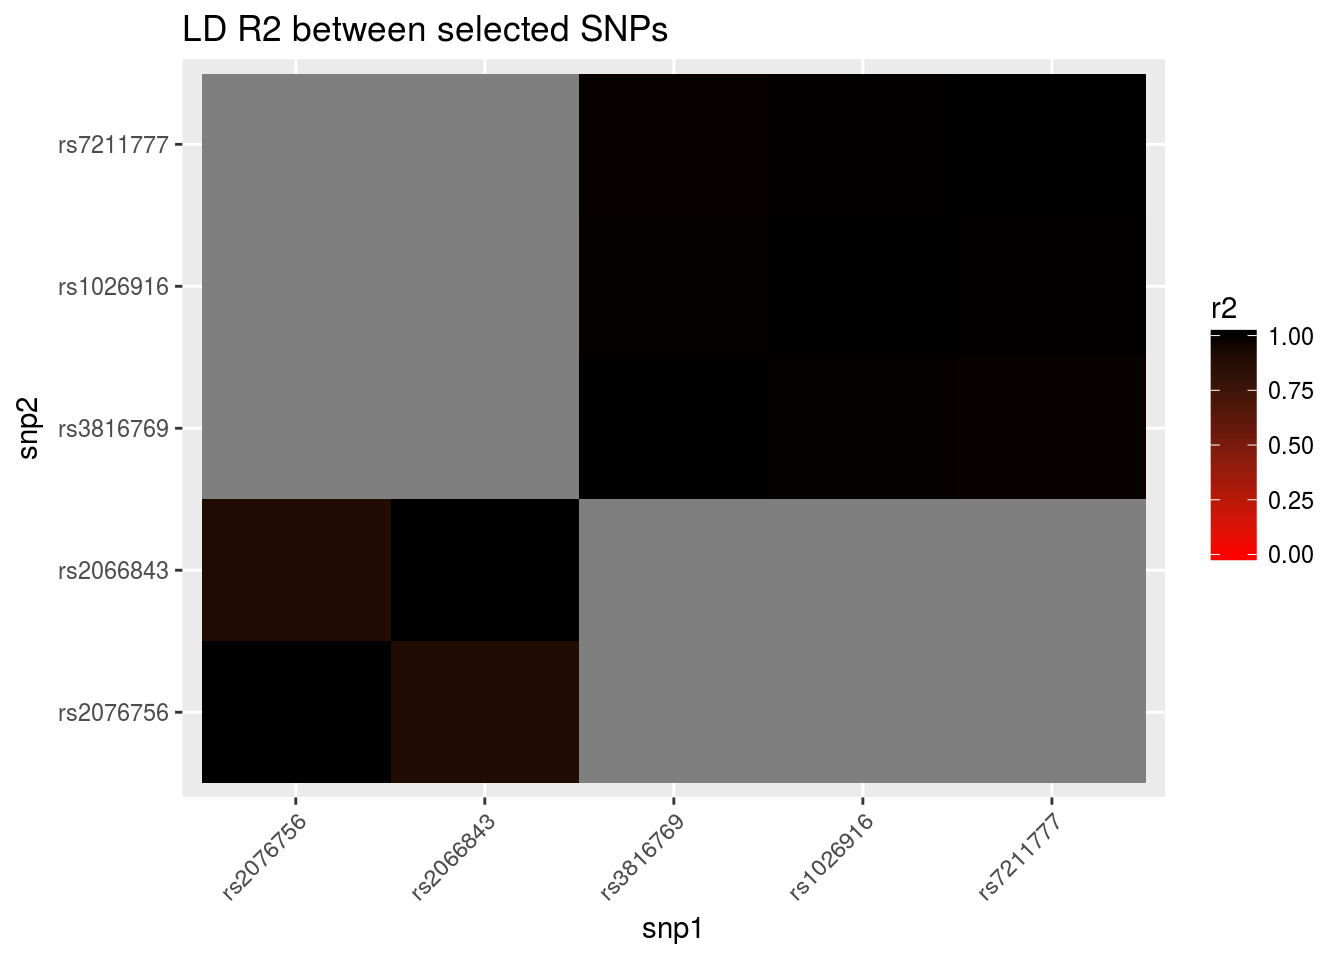 LD R2 between selected SNPs
snp2
rs7211777
rs1026916
rs3816769
rs2066843
rs2076756
rs2076756
rs2066843
rs3816769
rs1026916
rs7211777
snp1
r2
1.00
0.75
0.50
0.25
0.00